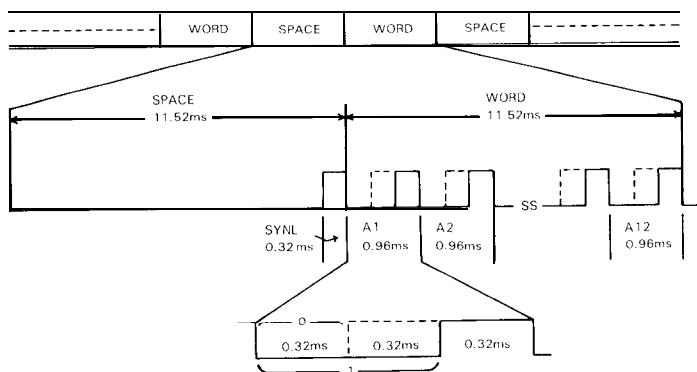 WORD SPACE WORD SPACE
SPACE
11.52ms
WORD
11.52ms
SS
SYNL
0.32ms
A1
0.96ms
A2
0.96ms
A12
0.96ms
0
0.32ms 0.32ms 0.32ms
1